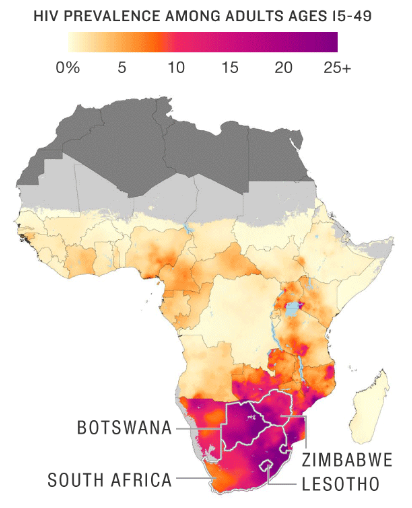 HIV PREVALENCE AMONG ADULTS AGES 15-49
0% 5 10 15 20 25+
BOTSWANA
ZIMBABWE
SOUTH AFRICA
LESOTHO